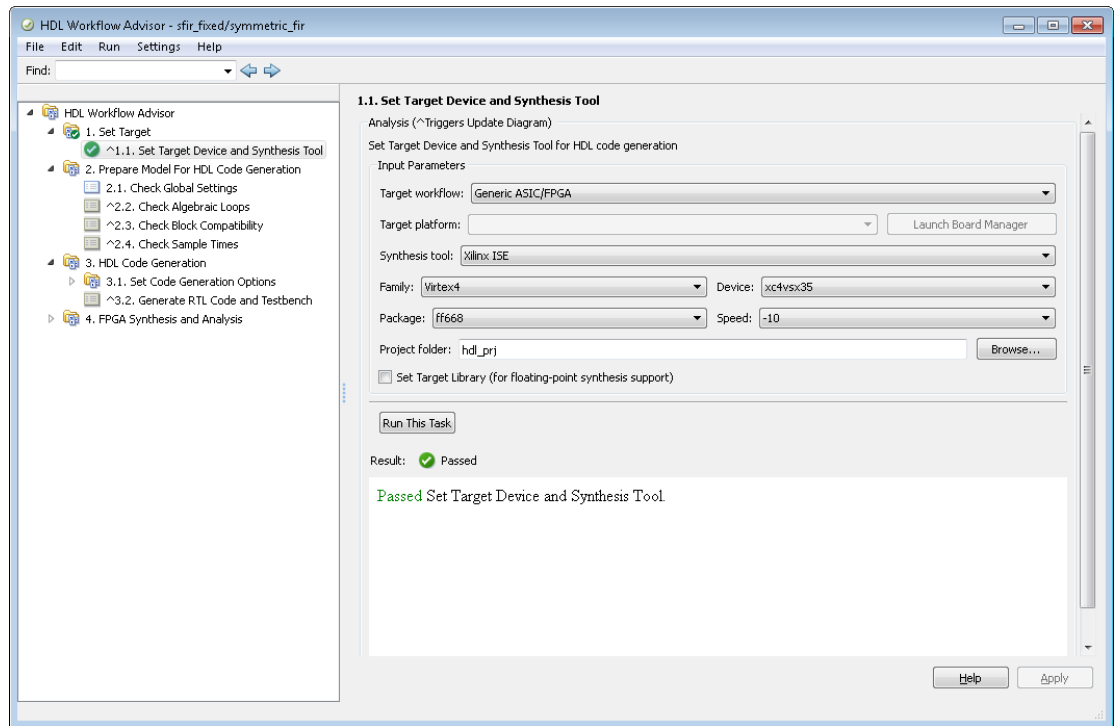 HDL Workflow Advisor - sfir_fixed/symmetric_fir
File Edit Run Settings Help
Find:
HDL Workflow Advisor
1. Set Target
^1.1. Set Target Device and Synthesis Tool
2. Prepare Model For HDL Code Generation
2.1. Check Global Settings
^2.2. Check Algebraic Loops
^2.3. Check Block Compatibility
^2.4. Check Sample Times
3. HDL Code Generation
3.1. Set Code Generation Options
^3.2. Generate RTL Code and Testbench
4. FPGA Synthesis and Analysis
1.1. Set Target Device and Synthesis Tool
Analysis (^Triggers Update Diagram)
Set Target Device and Synthesis Tool for HDL code generation
Input Parameters
Target workflow: Generic ASIC/FPGA
Target platform: Launch Board Manager
Synthesis tool: Xilinx ISE
Family: Virtex4 Device: xc4vsx35
Package: ff668 Speed: -10
Project folder: hdl_prj Browse...
Set Target Library (for floating-point synthesis support)
Run This Task
Result: Passed
Passed Set Target Device and Synthesis Tool.
Help Apply